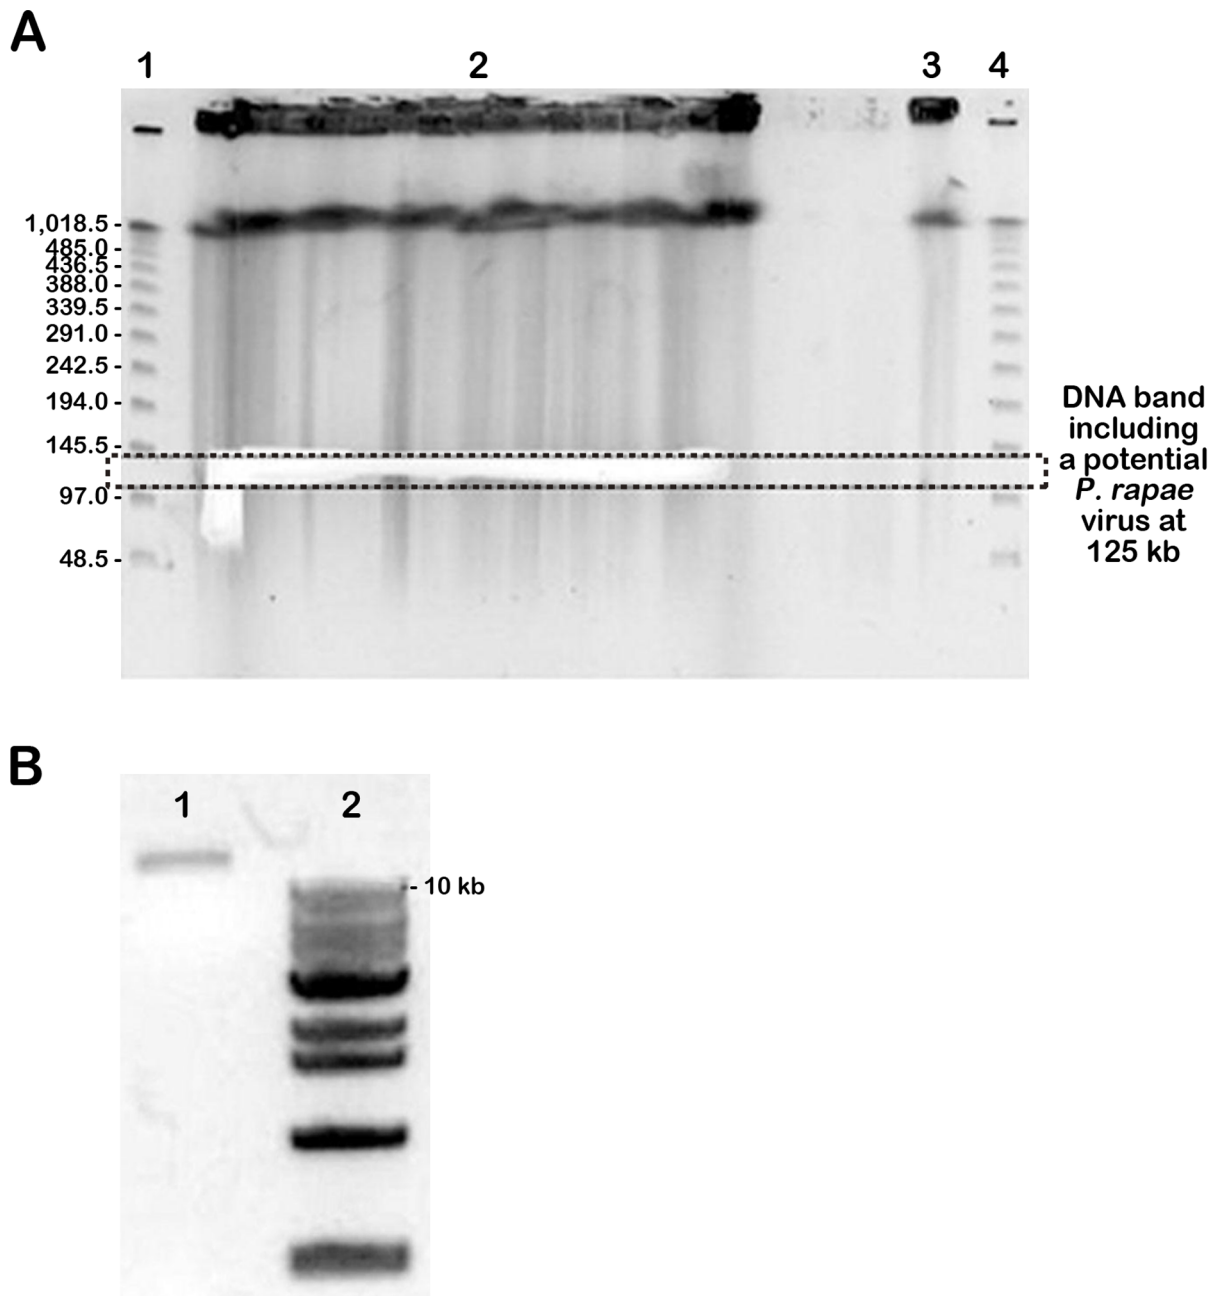 A
1 2 3 4
1,018.5 -
485.0 -
436.5 -
388.0 -
339.5 -
291.0 -
242.5 -
194.0 -
145.5 -
97.0 -
48.5 -
DNA band
including
a potential
P. rapae
virus at
125 kb
B
1 2
- 10 kb